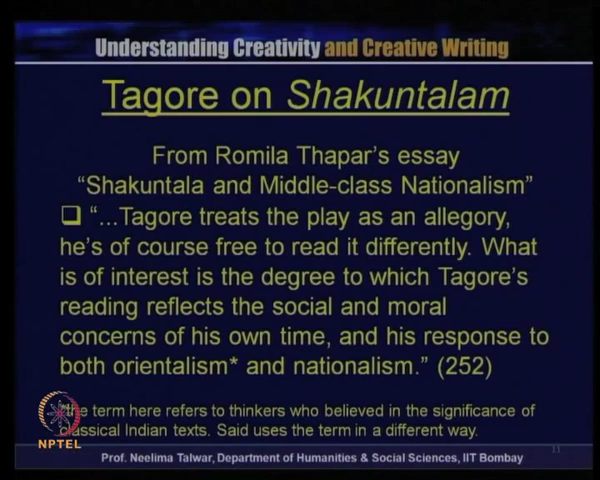 Understanding Creativity and Creative Writing
Tagore on Shakuntalam
From Romila Thapar's essay
"Shakuntala and Middle-class Nationalism"
❑ "...Tagore treats the play as an allegory,
he's of course free to read it differently. What
is of interest is the degree to which Tagore's
reading reflects the social and moral
concerns of his own time, and his response to
both orientalism* and nationalism." (252)
term here refers to thinkers who believed in the significance of
Indian texts. Said uses the term in a different way.
NPTEL
11
Prof. Neelima Talwar, Department of Humanities & Social Sciences, IIT Bombay